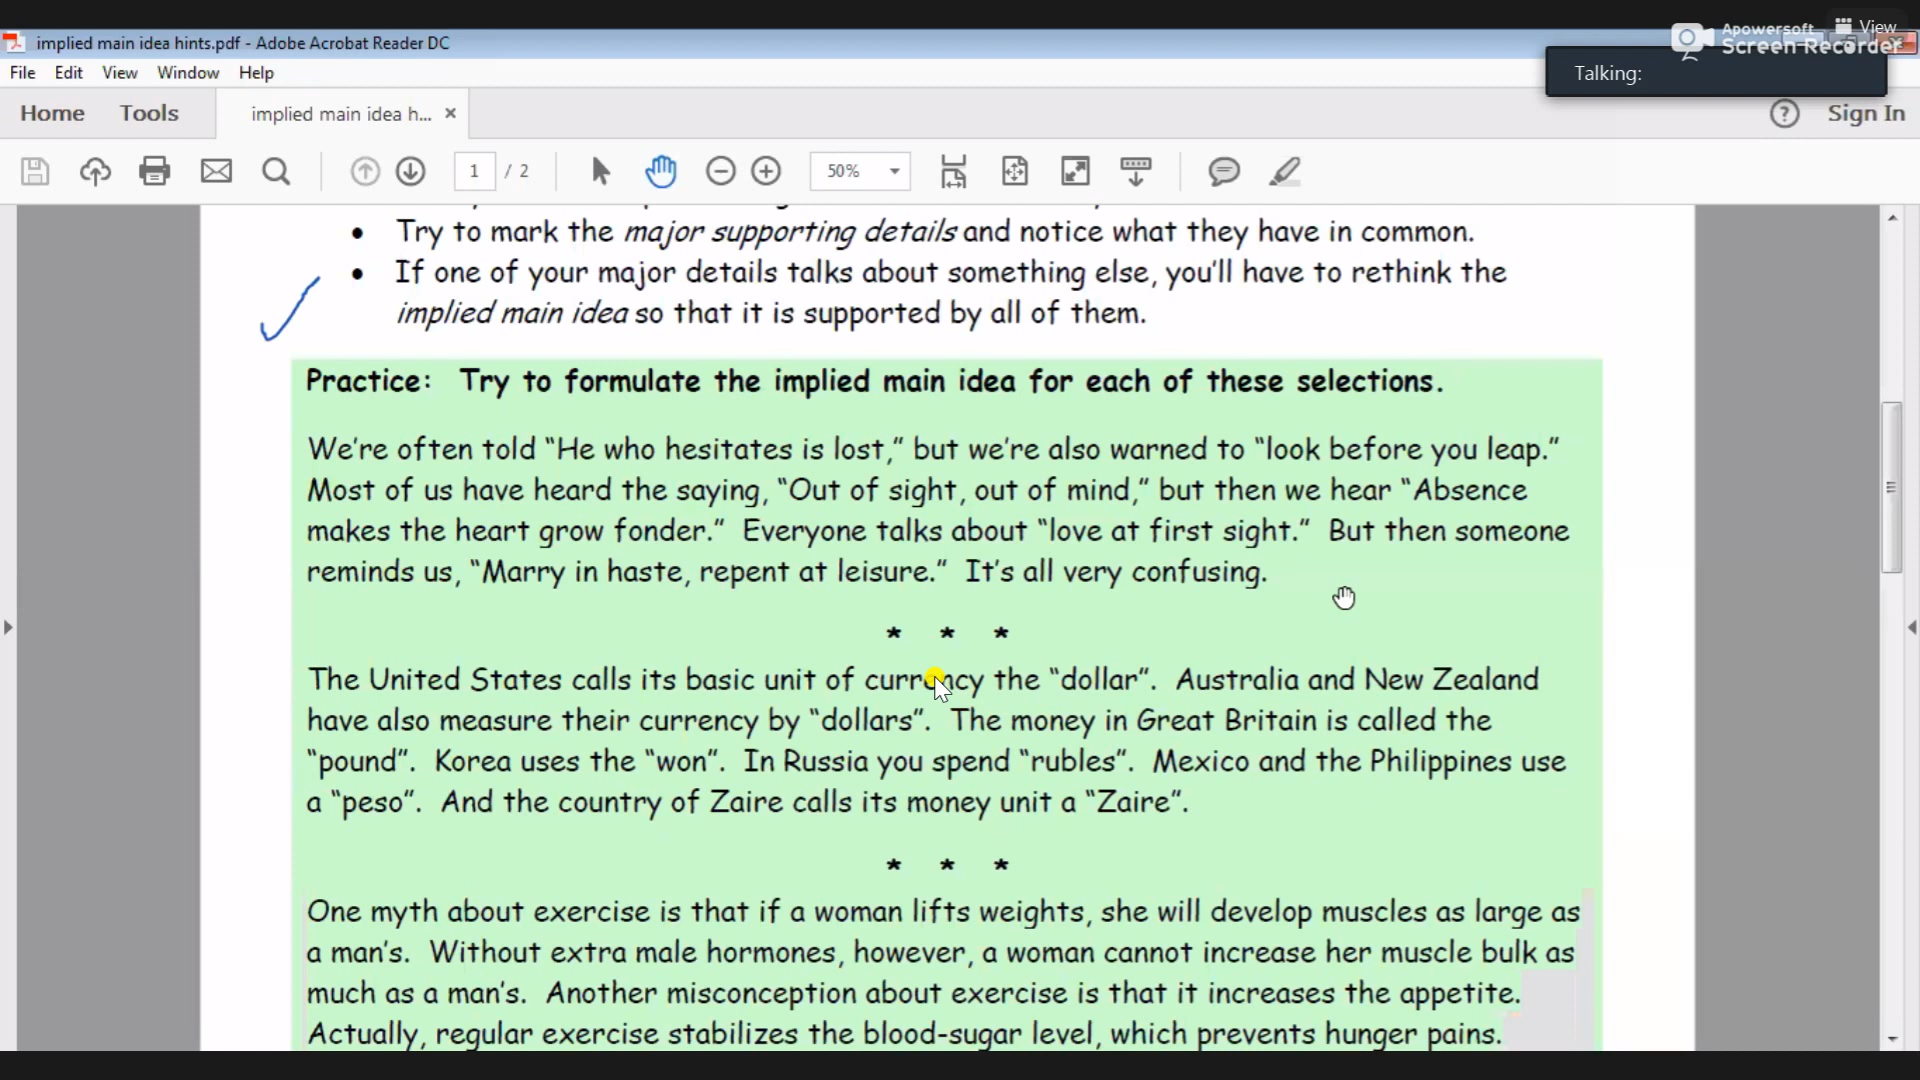 implied main idea hints.pdf - Adobe Acrobat Reader DC
Apowersoft
Screen Recorder
View
File Edit View Window Help
Talking:
Home Tools implied main idea h... Sign In
1 / 2 50%
• Try to mark the major supporting details and notice what they have in common.
• If one of your major details talks about something else, you'll have to rethink the
implied main idea so that it is supported by all of them.
Practice: Try to formulate the implied main idea for each of these selections.
We're often told “He who hesitates is lost,” but we're also warned to “look before you leap.”
Most of us have heard the saying, “Out of sight, out of mind,” but then we hear “Absence
makes the heart grow fonder.” Everyone talks about “love at first sight.” But then someone
reminds us, “Marry in haste, repent at leisure.” It's all very confusing.
* * *
The United States calls its basic unit of currency the “dollar”. Australia and New Zealand
have also measure their currency by “dollars”. The money in Great Britain is called the
“pound”. Korea uses the “won”. In Russia you spend “rubles”. Mexico and the Philippines use
a “peso”. And the country of Zaire calls its money unit a “Zaire”.
* * *
One myth about exercise is that if a woman lifts weights, she will develop muscles as large as
a man's. Without extra male hormones, however, a woman cannot increase her muscle bulk as
much as a man's. Another misconception about exercise is that it increases the appetite.
Actually, regular exercise stabilizes the blood-sugar level, which prevents hunger pains.